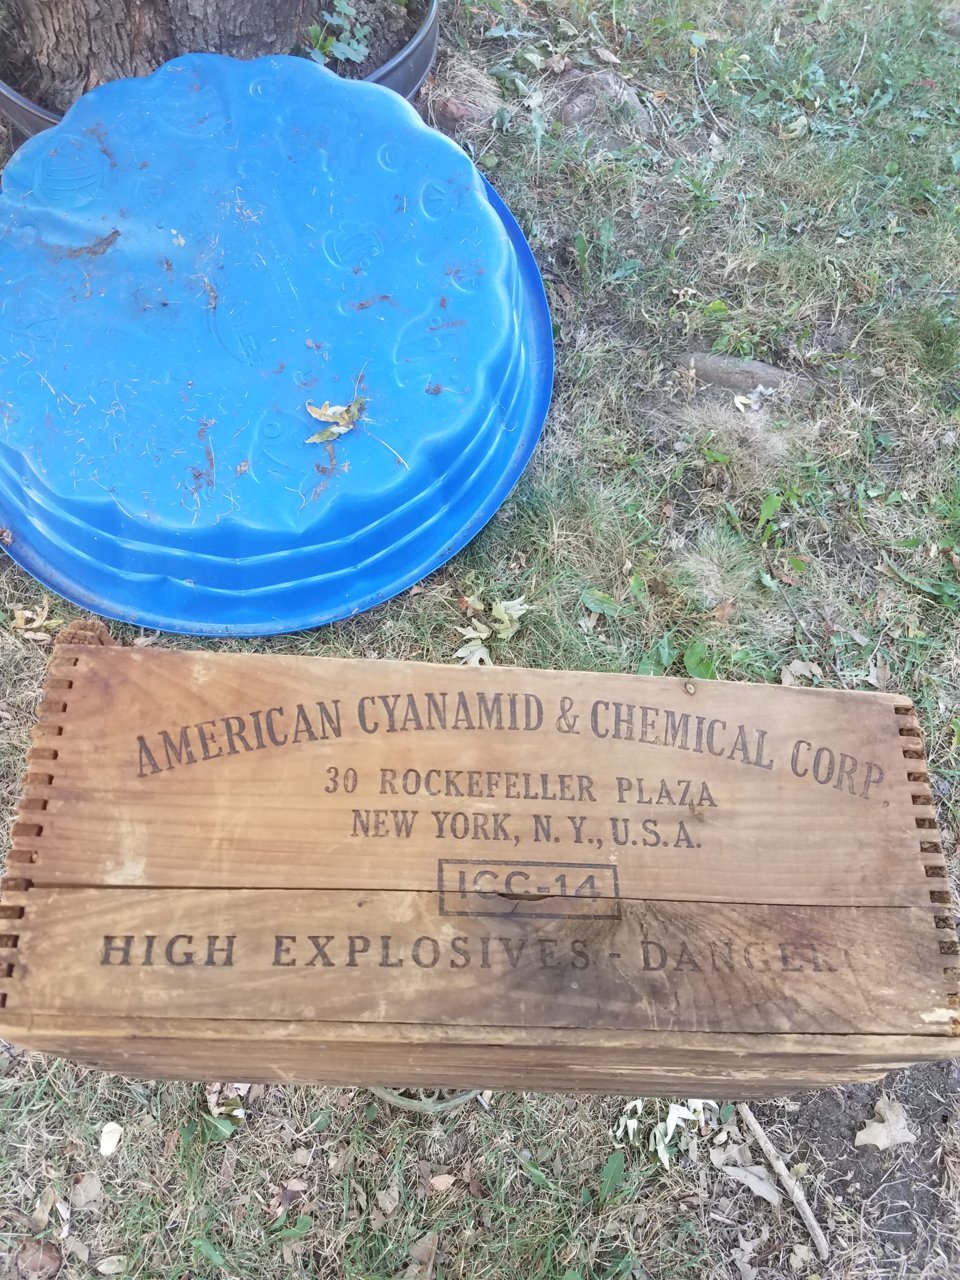 AMERICAN CYANAMID & CHEMICAL CORP
30 ROCKEFELLER PLAZA
NEW YORK, N.Y., U.S.A.
ICC-14
HIGH EXPLOSIVES - DANGER